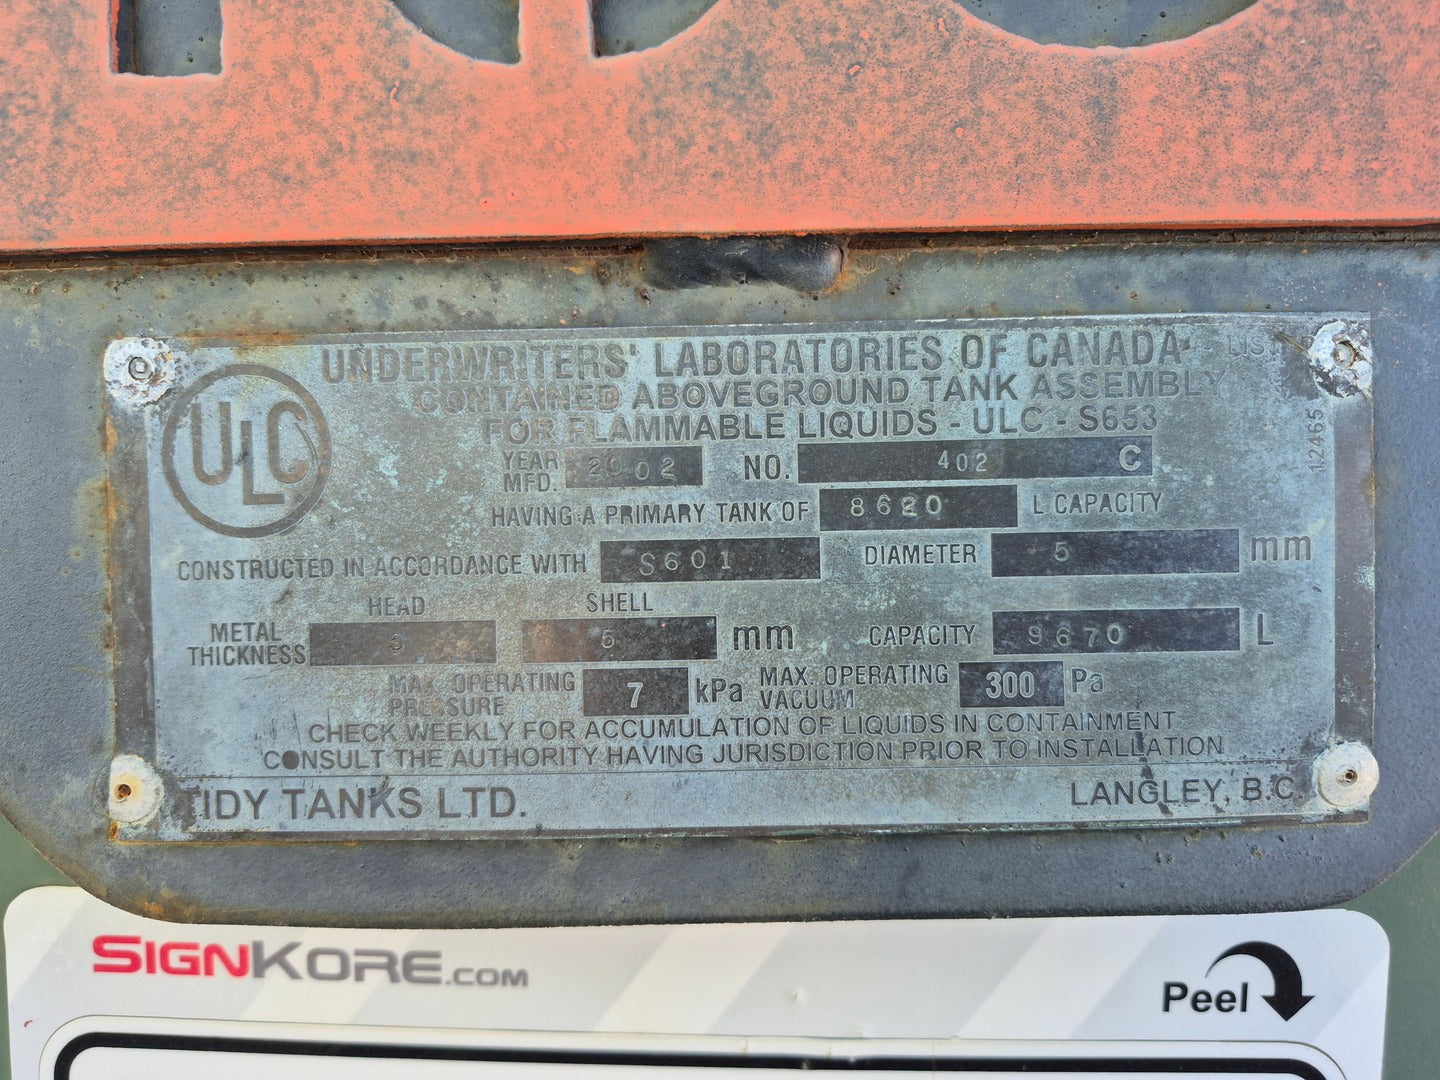 UNDERWRITERS' LABORATORIES OF CANADA
CONTAINED ABOVEGROUND TANK ASSEMBLY
FOR FLAMMABLE LIQUIDS - ULC - S653
ULC
12465
YEAR MFD. 2002 NO. 402 C
HAVING A PRIMARY TANK OF 8620 L CAPACITY
CONSTRUCTED IN ACCORDANCE WITH S601 DIAMETER 5 mm
HEAD SHELL
METAL THICKNESS 5 5 mm CAPACITY 9670 L
MAX. OPERATING PRESSURE 7 kPa MAX. OPERATING VACUUM 300 Pa
CHECK WEEKLY FOR ACCUMULATION OF LIQUIDS IN CONTAINMENT
CONSULT THE AUTHORITY HAVING JURISDICTION PRIOR TO INSTALLATION
TIDY TANKS LTD. LANGLEY, B.C.
SIGNKORE.COM
Peel